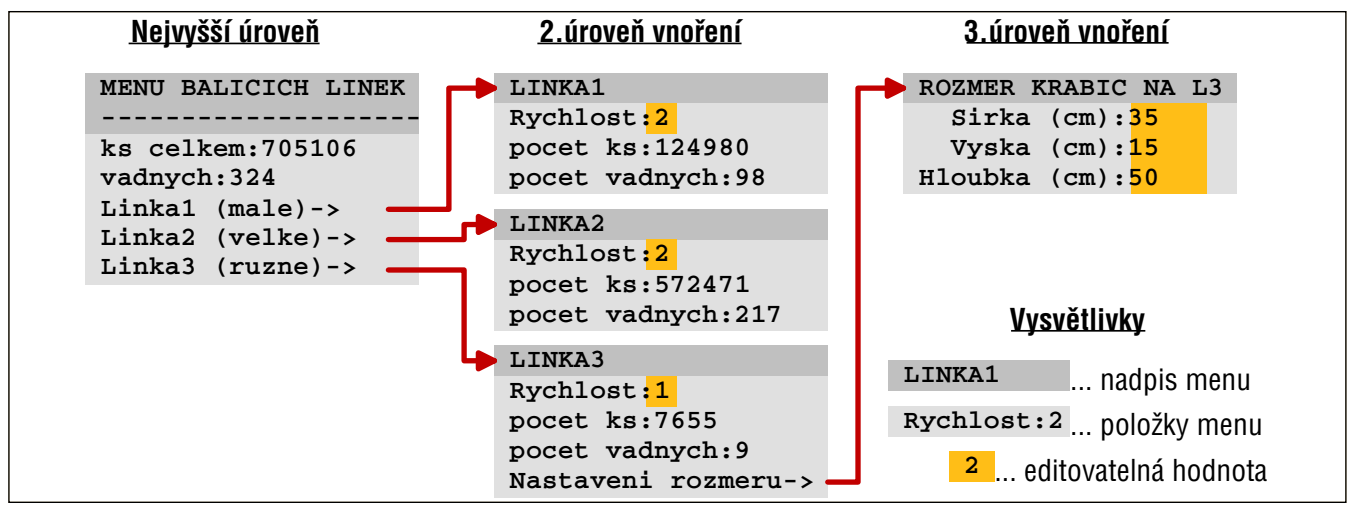 Nejvyšší úroveň
MENU BALICICH LINEK
--------------------
ks celkem:705106
vadnych:324
Linka1 (male)->
Linka2 (velke)->
Linka3 (ruzne)->
2.úroveň vnoření
LINKA1
Rychlost:2
pocet ks:124980
pocet vadnych:98
LINKA2
Rychlost:2
pocet ks:572471
pocet vadnych:217
LINKA3
Rychlost:1
pocet ks:7655
pocet vadnych:9
Nastaveni rozmeru->
3.úroveň vnoření
ROZMER KRABIC NA L3
Sirka (cm):35
Vyska (cm):15
Hloubka (cm):50
Vysvětlivky
LINKA1 ... nadpis menu
Rychlost:2 ... položky menu
2 ... editovatelná hodnota